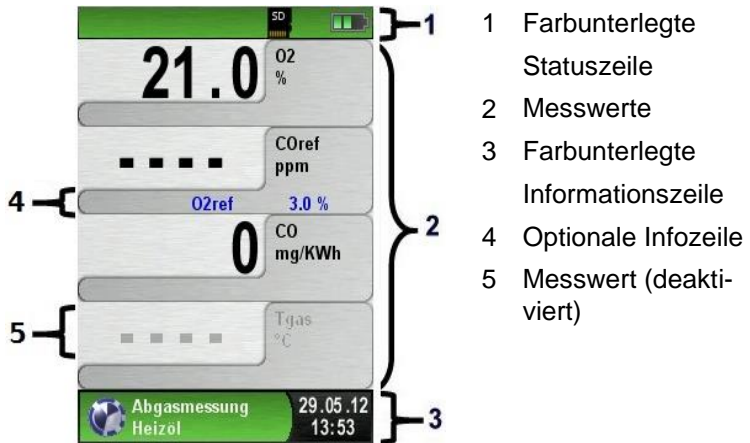 SD
1
21.0 O2
%
---- COref
ppm
4
O2ref 3.0 %
2
0 CO
mg/KWh
5
---- Tgas
°C
Abgasmessung 29.05.12
Heizöl 13:53
3
1 Farbunterlegte
Statuszeile
2 Messwerte
3 Farbunterlegte
Informationszeile
4 Optionale Infozeile
5 Messwert (deakti-
viert)